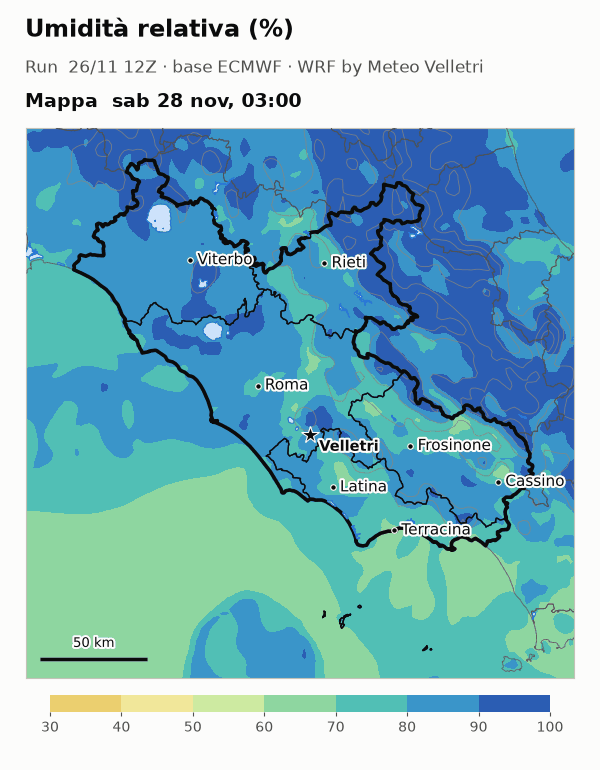 Umidità relativa (%)
Run  26/11 12Z · base ECMWF · WRF by Meteo Velletri
Mappa  sab 28 nov, 03:00
Viterbo
Rieti
Roma
Velletri
Frosinone
Cassino
Latina
Terracina
50 km
30 40 50 60 70 80 90 100